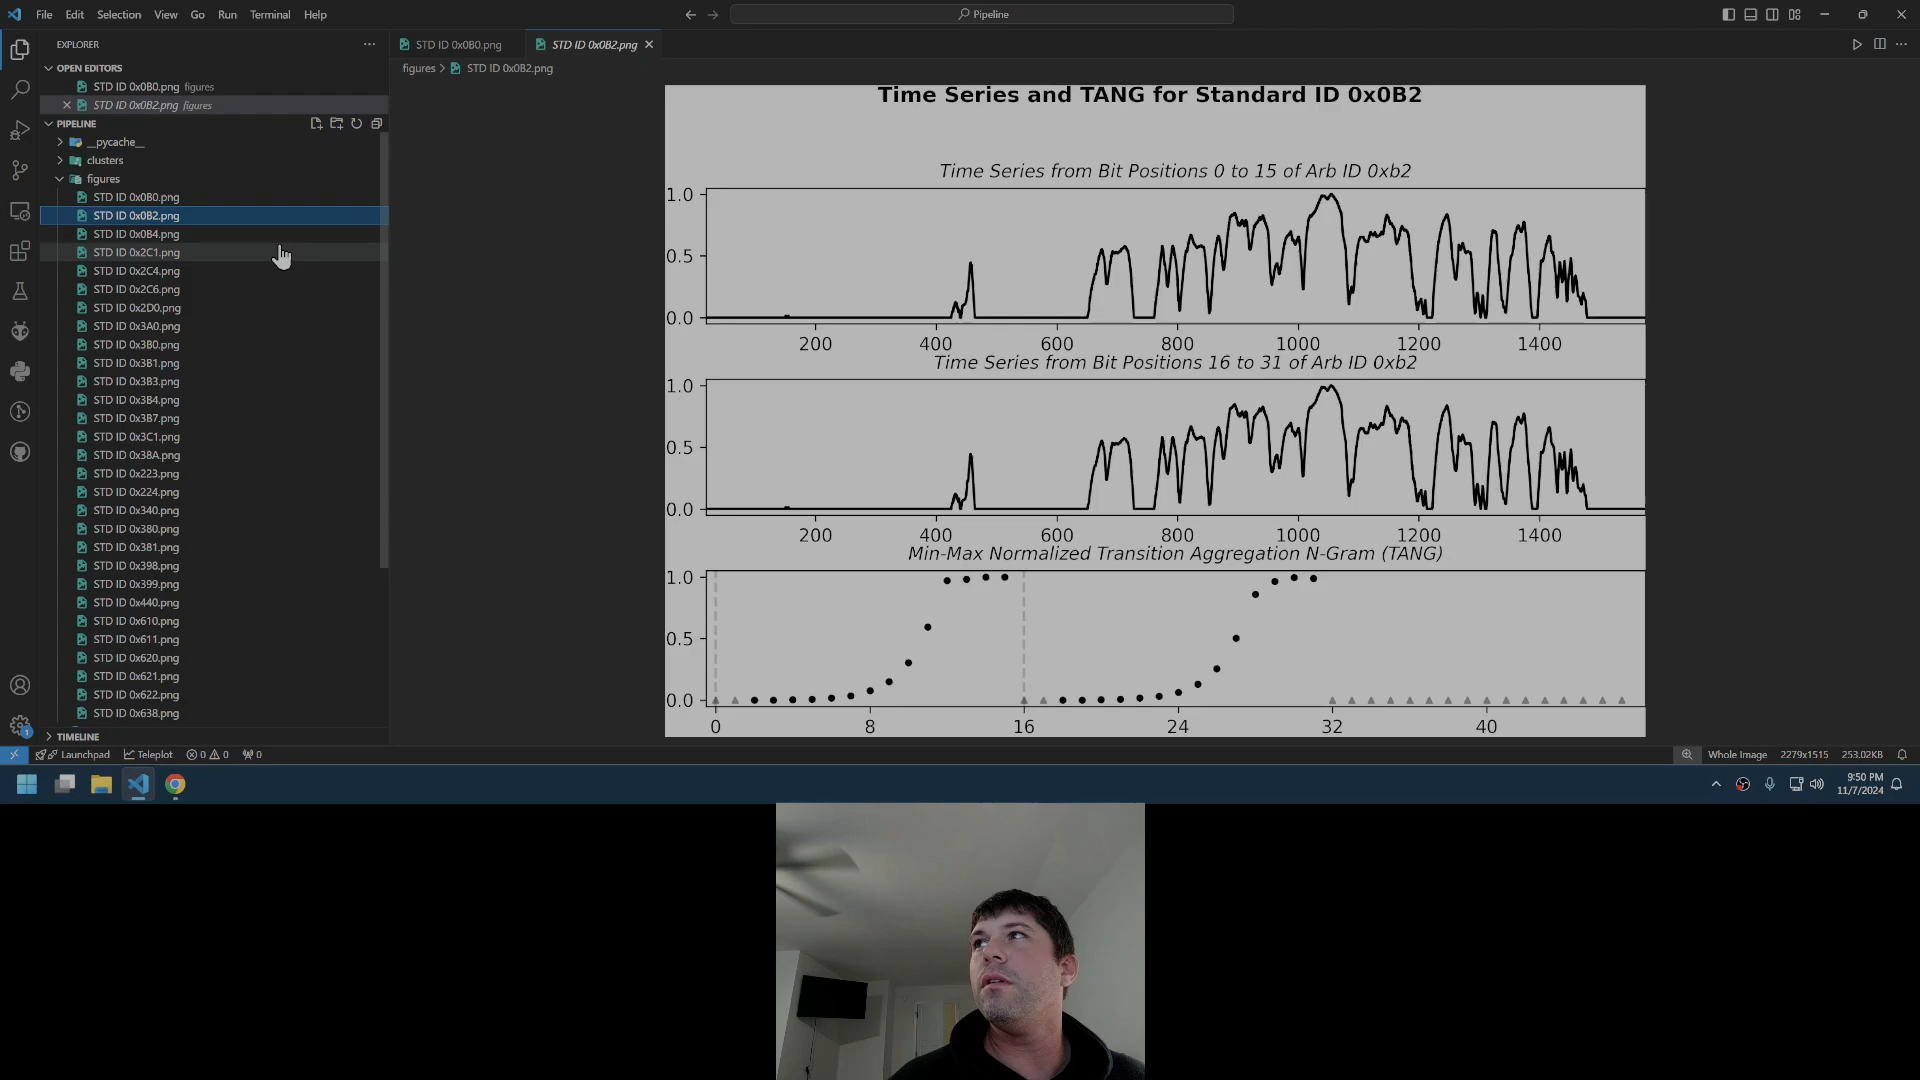 File Edit Selection View Go Run Terminal Help
Pipeline
EXPLORER
OPEN EDITORS
STD ID 0x0B0.png figures
STD ID 0x0B2.png figures
PIPELINE
__pycache__
clusters
figures
STD ID 0x0B0.png
STD ID 0x0B2.png
STD ID 0x0B4.png
STD ID 0x2C1.png
STD ID 0x2C4.png
STD ID 0x2C6.png
STD ID 0x2D0.png
STD ID 0x3A0.png
STD ID 0x3B0.png
STD ID 0x3B1.png
STD ID 0x3B3.png
STD ID 0x3B4.png
STD ID 0x3B7.png
STD ID 0x3C1.png
STD ID 0x38A.png
STD ID 0x223.png
STD ID 0x224.png
STD ID 0x340.png
STD ID 0x380.png
STD ID 0x381.png
STD ID 0x398.png
STD ID 0x399.png
STD ID 0x440.png
STD ID 0x610.png
STD ID 0x611.png
STD ID 0x620.png
STD ID 0x621.png
STD ID 0x622.png
STD ID 0x638.png
TIMELINE
STD ID 0x0B0.png STD ID 0x0B2.png
figures > STD ID 0x0B2.png
Time Series and TANG for Standard ID 0x0B2
Time Series from Bit Positions 0 to 15 of Arb ID 0xb2
1.0
0.5
0.0
200 400 600 800 1000 1200 1400
Time Series from Bit Positions 16 to 31 of Arb ID 0xb2
1.0
0.5
0.0
200 400 600 800 1000 1200 1400
Min-Max Normalized Transition Aggregation N-Gram (TANG)
1.0
0.5
0.0
0 8 16 24 32 40
Launchpad Teleplot 0 0 0
Whole Image 2279x1515 253.02KB
1
9:50 PM
11/7/2024